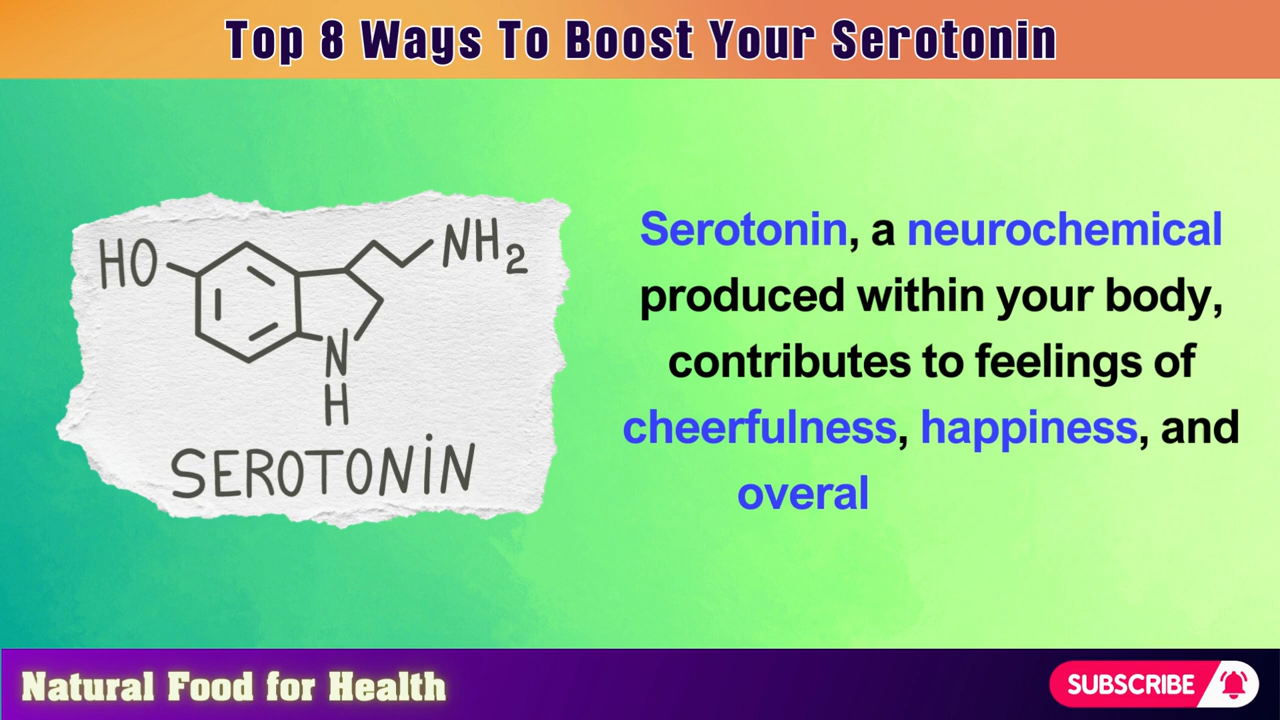 Top 8 Ways To Boost Your Serotonin
HO
NH2
N
H
SEROTONİN
Serotonin, a neurochemical
produced within your body,
contributes to feelings of
cheerfulness, happiness, and
overal
Natural Food for Health
SUBSCRIBE